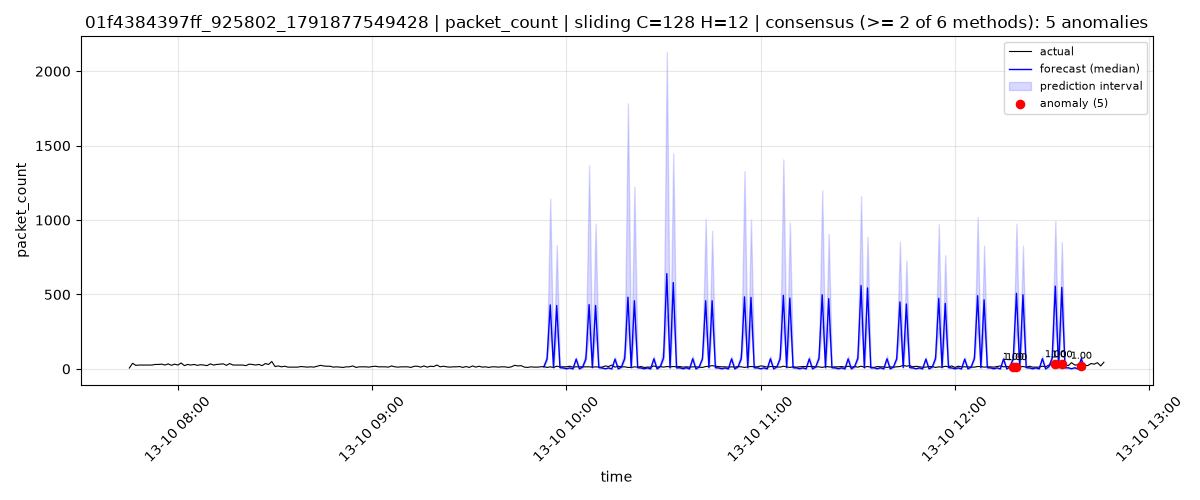 01f4384397ff_925802_1791877549428 | packet_count | sliding C=128 H=12 | consensus (>= 2 of 6 methods): 5 anomalies
actual
forecast (median)
prediction interval
anomaly (5)
packet_count
2000
1500
1000
500
0
1.00
13-10 08:00
13-10 09:00
13-10 10:00
13-10 11:00
13-10 12:00
13-10 13:00
time